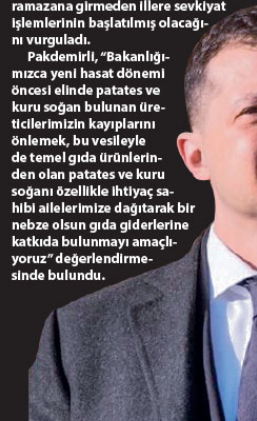 ramazana girmeden illere sevkiyat
işlemlerinin başlatılmış olacağı-
nı vurguladı.
Pakdemirli, “Bakanlığı-
mızca yeni hasat dönemi
öncesi elinde patates ve
kuru soğan bulunan üre-
ticilerimizin kayıplarını
önlemek, bu vesileyle
de temel gıda ürünlerin-
den olan patates ve kuru
soğanı özellikle ihtiyaç sa-
hibi ailelerimize dağıtarak bir
nebze olsun gıda giderlerine
katkıda bulunmayı amaçlı-
yoruz” değerlendirme-
sinde bulundu.